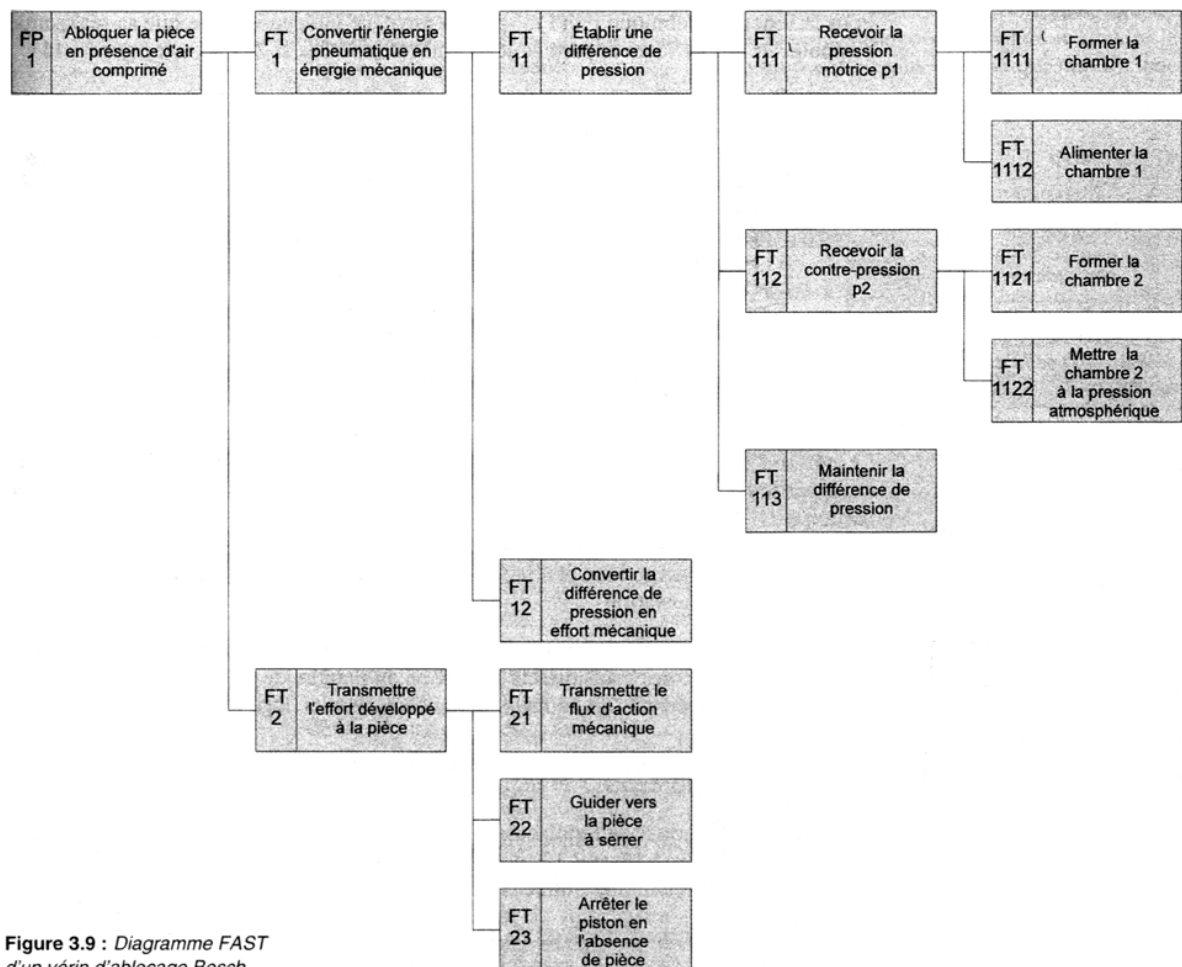 FP
1
Abloquer la pièce
en présence d'air
comprimé
FT
1
Convertir l'énergie
pneumatique en
énergie mécanique
FT
11
Établir une
différence de
pression
FT
111
Recevoir la
pression
motrice p1
FT
1111
Former la
chambre 1
FT
1112
Alimenter la
chambre 1
FT
112
Recevoir la
contre-pression
p2
FT
1121
Former la
chambre 2
FT
1122
Mettre la
chambre 2
à la pression
atmosphérique
FT
113
Maintenir la
différence de
pression
FT
12
Convertir la
différence de
pression en
effort mécanique
FT
2
Transmettre
l'effort développé
à la pièce
FT
21
Transmettre le
flux d'action
mécanique
FT
22
Guider vers
la pièce
à serrer
FT
23
Arrêter le
piston en
l'absence
de pièce
Figure 3.9 : Diagramme FAST
d'un vérin d'ablocage Bosch